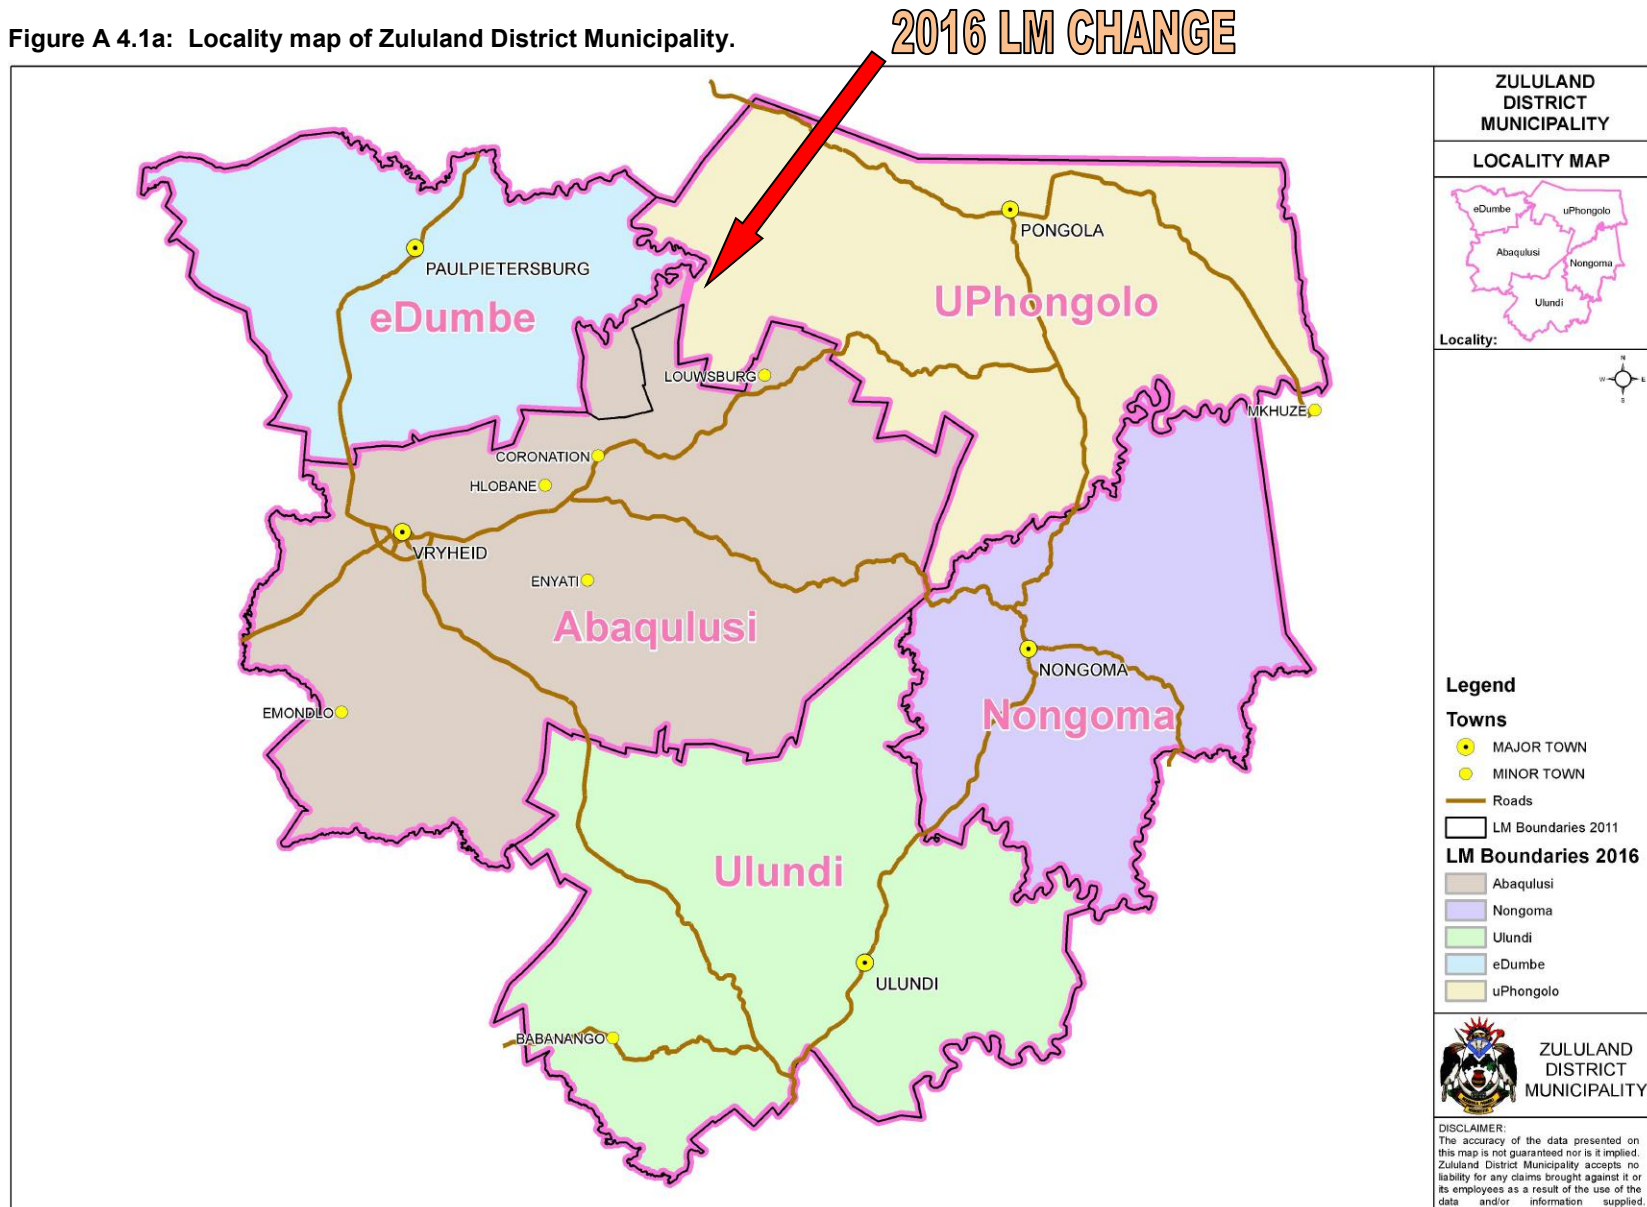 Figure A 4.1a:  Locality map of Zululand District Municipality.
2016 LM CHANGE
PAULPIETERSBURG
eDumbe
PONGOLA
UPhongolo
LOUWSBURG
MKHUZE
CORONATION
HLOBANE
VRYHEID
ENYATI
Abaqulusi
EMONDLO
NONGOMA
Nongoma
Ulundi
ULUNDI
BABANANGO
ZULULAND
DISTRICT
MUNICIPALITY
LOCALITY MAP
eDumbe
uPhongolo
Abaqulusi
Nongoma
Ulundi
Locality:
N
W
E
S
Legend
Towns
MAJOR TOWN
MINOR TOWN
Roads
LM Boundaries 2011
LM Boundaries 2016
Abaqulusi
Nongoma
Ulundi
eDumbe
uPhongolo
ZULULAND
DISTRICT
MUNICIPALITY
DISCLAIMER:
The accuracy of the data presented on
this map is not guaranteed nor is it implied.
Zululand District Municipality accepts no
liability for any claims brought against it or
its employees as a result of the use of the
data and/or information supplied.